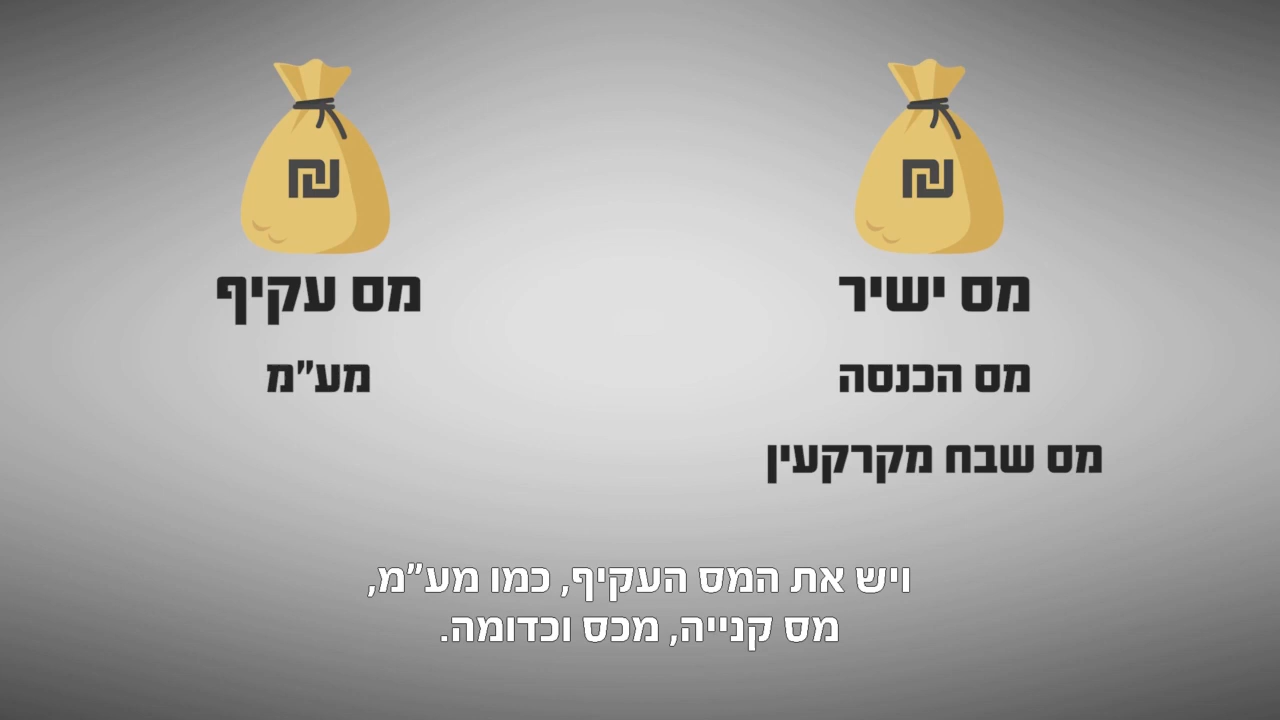 ₪
מס ישיר
מס הכנסה
מס שבח מקרקעין
₪
מס עקיף
מע״מ
ויש את המס העקיף, כמו מע״מ,
מס קנייה, מכס וכדומה.